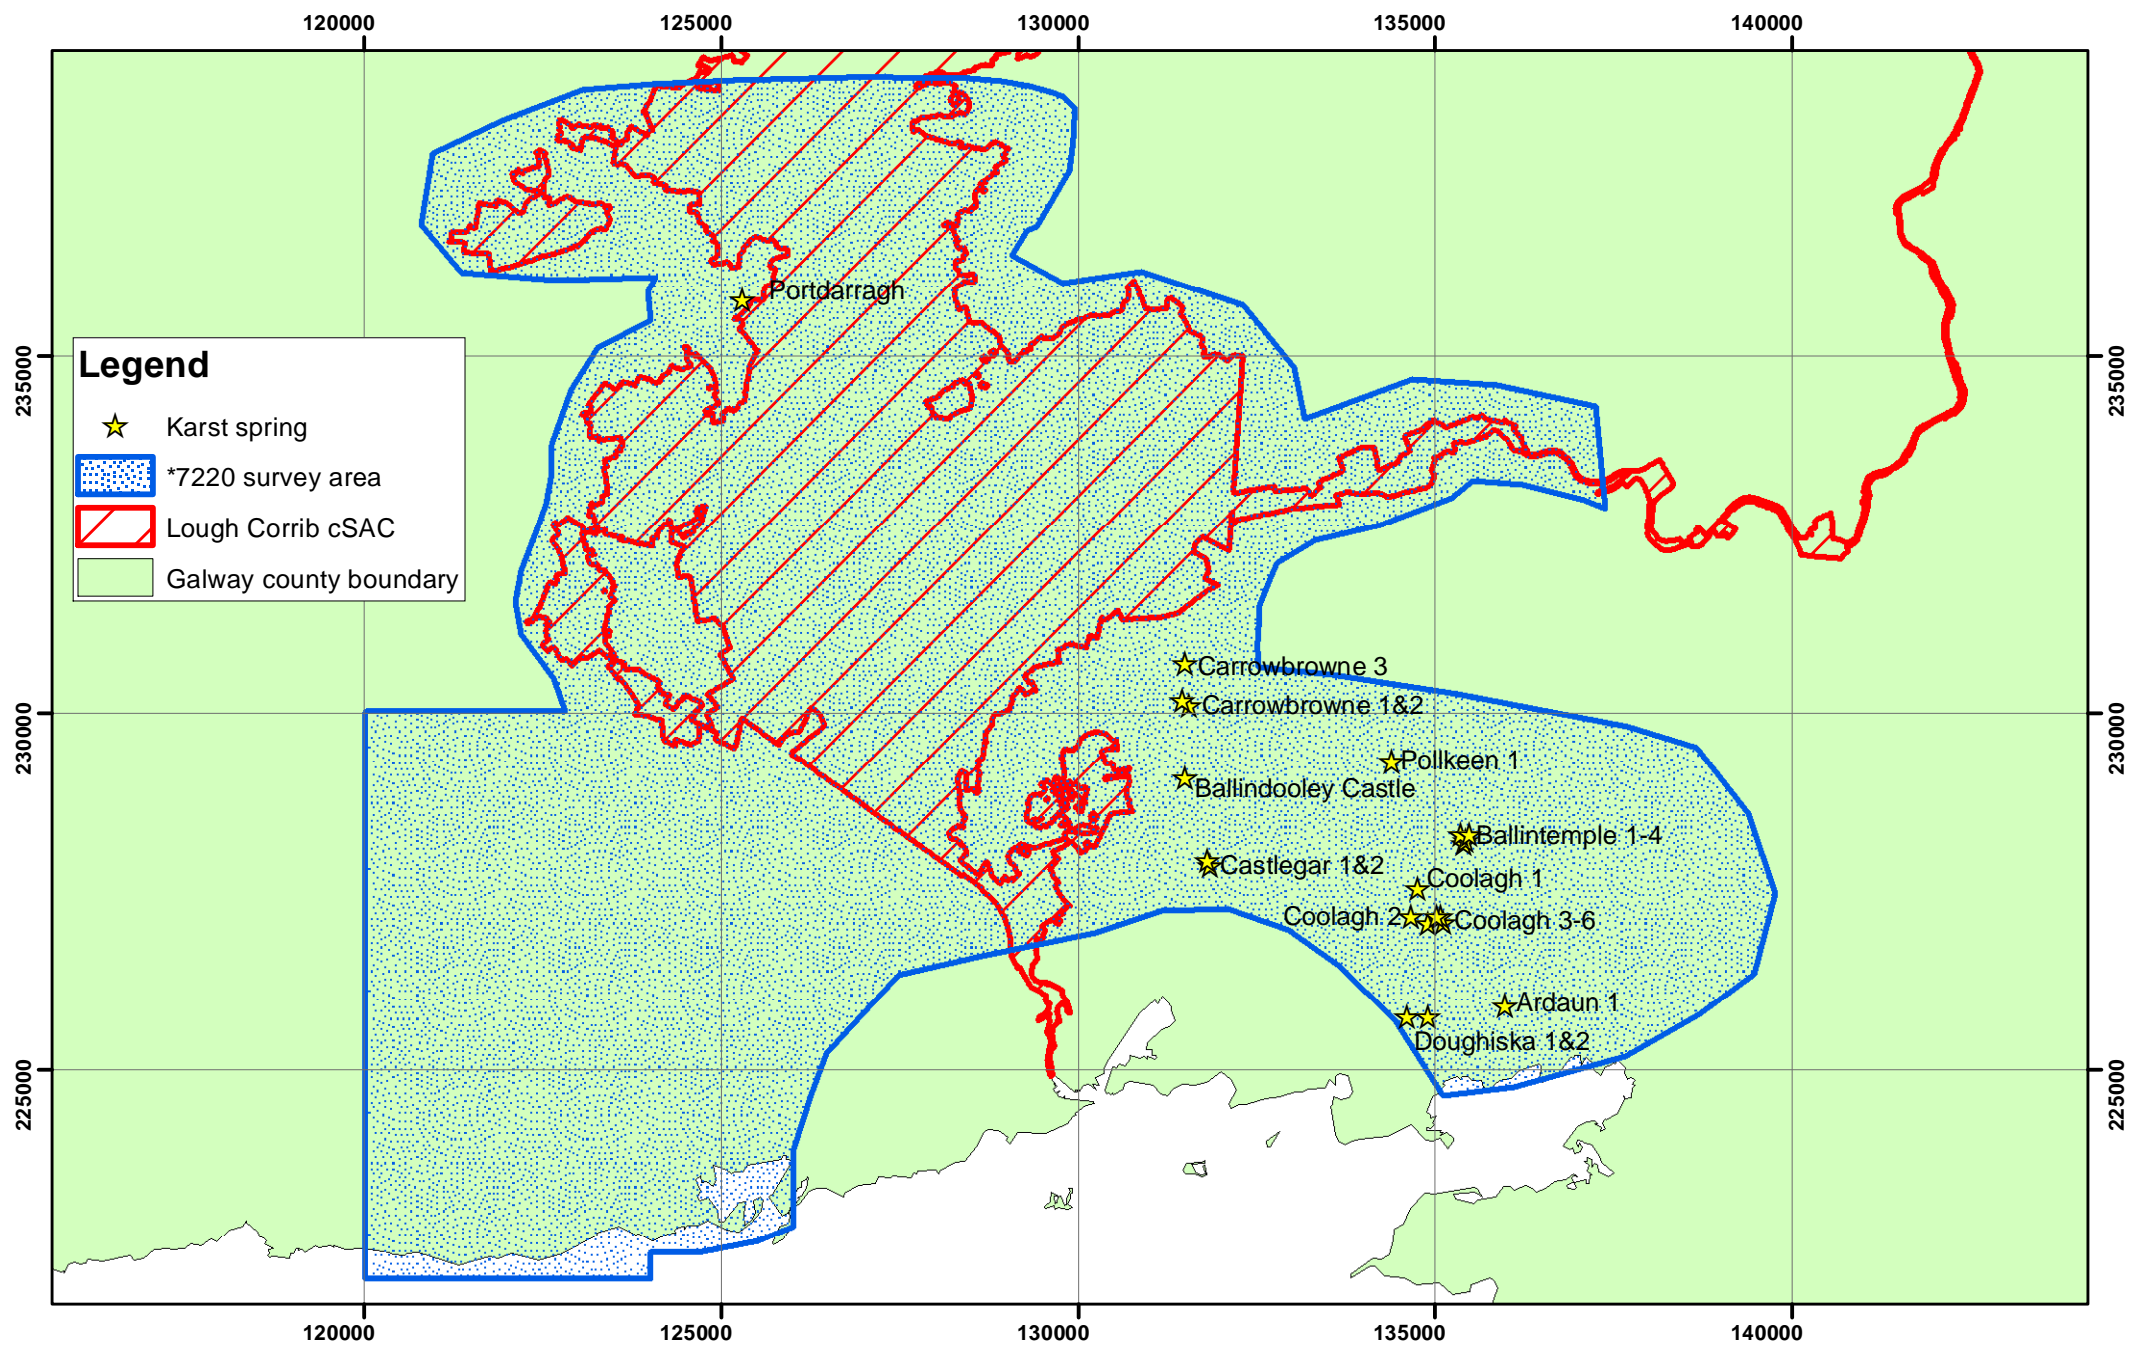 120000 125000 130000 135000 140000
Portdarragh
235000 235000
Legend
Karst spring
*7220 survey area
Lough Corrib cSAC
Galway county boundary
Carrowbrowne 3
Carrowbrowne 1&2
230000 230000
Pollkeen 1
Ballindooley Castle
Ballintemple 1-4
Castlegar 1&2
Coolagh 1
Coolagh 2
Coolagh 3-6
Ardaun 1
Doughiska 1&2
225000 225000
120000 125000 130000 135000 140000